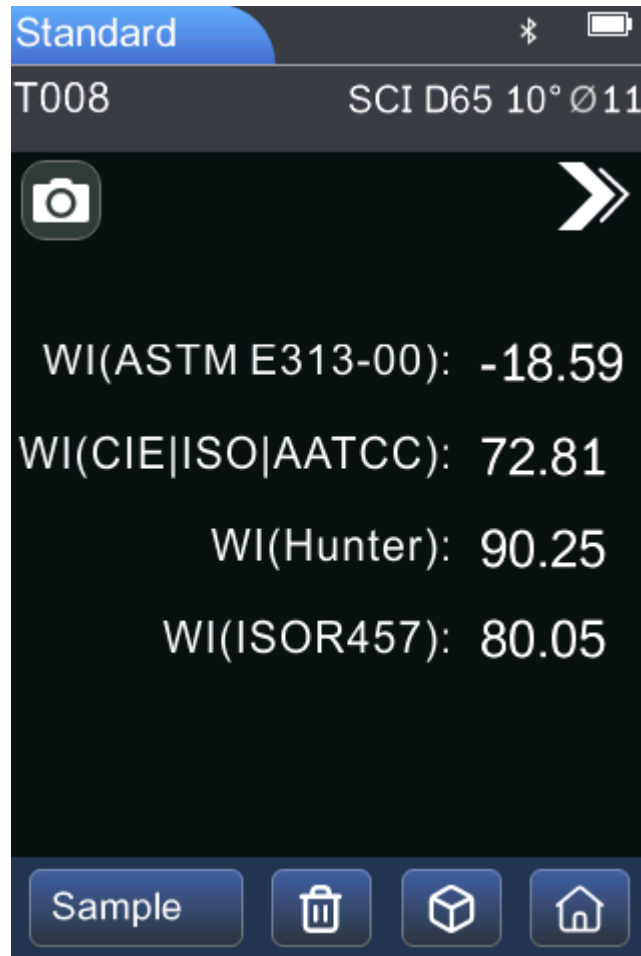 Standard
T008 SCI D65 10° Ø11
WI(ASTM E313-00): -18.59
WI(CIE|ISO|AATCC): 72.81
WI(Hunter): 90.25
WI(ISOR457): 80.05
Sample